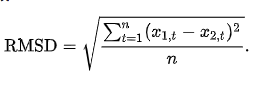 RMSD = \sqrt{\frac{\sum_{t=1}^{n} (x_{1,t} - x_{2,t})^2}{n}}.